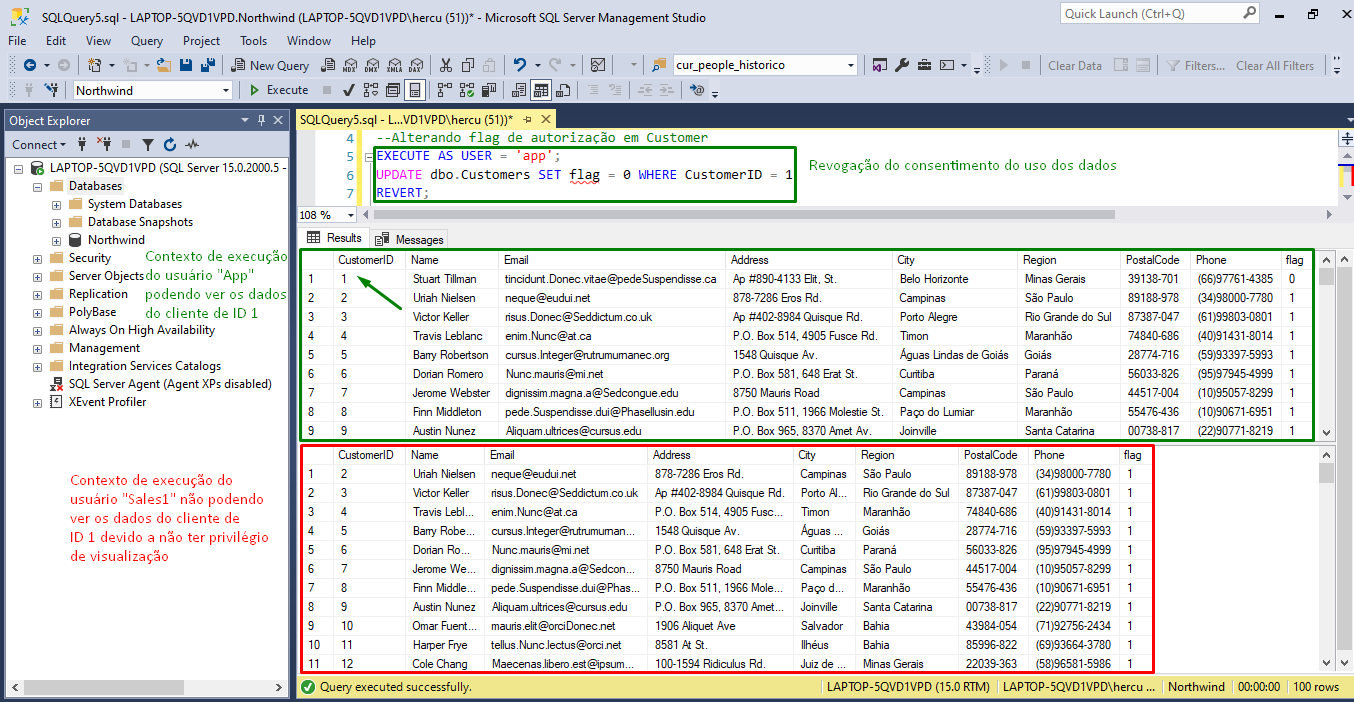 SQLQuery5.sql - LAPTOP-5QVD1VPD.Northwind (LAPTOP-5QVD1VPD\hercu (51))* - Microsoft SQL Server Management Studio
Quick Launch (Ctrl+Q)
File Edit View Query Project Tools Window Help
New Query MDX DMX XMLA DAX cur_people_historico Clear Data Filters... Clear All Filters
Northwind Execute
Object Explorer
Connect
LAPTOP-5QVD1VPD (SQL Server 15.0.2000.5 -
Databases
System Databases
Database Snapshots
Northwind
Security
Server Objects
Replication
PolyBase
Always On High Availability
Management
Integration Services Catalogs
SQL Server Agent (Agent XPs disabled)
XEvent Profiler
Contexto de execução
do usuário "App"
podendo ver os dados
do cliente de ID 1
Contexto de execução do
usuário "Sales1" não podendo
ver os dados do cliente de
ID 1 devido a não ter privilégio
de visualização
SQLQuery5.sql - L...VD1VPD\hercu (51))*
4 --Alterando flag de autorização em Customer
5 EXECUTE AS USER = 'app';
6 UPDATE dbo.Customers SET flag = 0 WHERE CustomerID = 1
7 REVERT;
Revogação do consentimento do uso dos dados
108 %
Results Messages
CustomerID Name Email Address City Region PostalCode Phone flag
1 1 Stuart Tillman tincidunt.Donec.vitae@pedeSuspendisse.ca Ap #890-4133 Elit, St. Belo Horizonte Minas Gerais 39138-701 (66)97761-4385 0
2 2 Uriah Nielsen neque@eudui.net 878-7286 Eros Rd. Campinas São Paulo 89188-978 (34)98000-7780 1
3 3 Victor Keller risus.Donec@Seddictum.co.uk Ap #402-8984 Quisque Rd. Porto Alegre Rio Grande do Sul 87387-047 (61)99803-0801 1
4 4 Travis Leblanc enim.Nunc@at.ca P.O. Box 514, 4905 Fusce Rd. Timon Maranhão 74840-686 (40)91431-8014 1
5 5 Barry Robertson cursus.Integer@rutrumurnanec.org 1548 Quisque Av. Águas Lindas de Goiás Goiás 28774-716 (59)93397-5993 1
6 6 Dorian Romero Nunc.mauris@mi.net P.O. Box 581, 648 Erat St. Curitiba Paraná 56033-826 (95)97945-4999 1
7 7 Jerome Webster dignissim.magna.a@Sedcongue.edu 8750 Mauris Road Campinas São Paulo 44517-004 (10)95057-8299 1
8 8 Finn Middleton pede.Suspendisse.dui@Phasellusin.edu P.O. Box 511, 1966 Molestie St. Paço do Lumiar Maranhão 55476-436 (10)90671-6951 1
9 9 Austin Nunez Aliquam.ultrices@cursus.edu P.O. Box 965, 8370 Amet Av. Joinville Santa Catarina 00738-817 (22)90771-8219 1
CustomerID Name Email Address City Region PostalCode Phone flag
1 2 Uriah Nielsen neque@eudui.net 878-7286 Eros Rd. Campinas São Paulo 89188-978 (34)98000-7780 1
2 3 Victor Keller risus.Donec@Seddictum.co.uk Ap #402-8984 Quisque Rd. Porto Al... Rio Grande do Sul 87387-047 (61)99803-0801 1
3 4 Travis Lebl... enim.Nunc@at.ca P.O. Box 514, 4905 Fusc... Timon Maranhão 74840-686 (40)91431-8014 1
4 5 Barry Robe... cursus.Integer@rutrumurnan... 1548 Quisque Av. Águas ... Goiás 28774-716 (59)93397-5993 1
5 6 Dorian Ro... Nunc.mauris@mi.net P.O. Box 581, 648 Erat St. Curitiba Paraná 56033-826 (95)97945-4999 1
6 7 Jerome We... dignissim.magna.a@Sedcon... 8750 Mauris Road Campinas São Paulo 44517-004 (10)95057-8299 1
7 8 Finn Middle... pede.Suspendisse.dui@Phas... P.O. Box 511, 1966 Mole... Paço d... Maranhão 55476-436 (10)90671-6951 1
8 9 Austin Nunez Aliquam.ultrices@cursus.edu P.O. Box 965, 8370 Amet... Joinville Santa Catarina 00738-817 (22)90771-8219 1
9 10 Omar Fuent... mauris.elit@orciDonec.net 1906 Aliquet Ave Salvador Bahia 43984-054 (71)92756-2434 1
10 11 Harper Frye tellus.Nunc.lectus@orci.net 8581 At St. Ilhéus Bahia 85996-822 (69)93664-3780 1
11 12 Cole Chang Maecenas.libero.est@ipsum... 100-1594 Ridiculus Rd. Juiz de ... Minas Gerais 22039-363 (58)96581-5986 1
Query executed successfully. LAPTOP-5QVD1VPD (15.0 RTM) LAPTOP-5QVD1VPD\hercu ... Northwind 00:00:00 100 rows